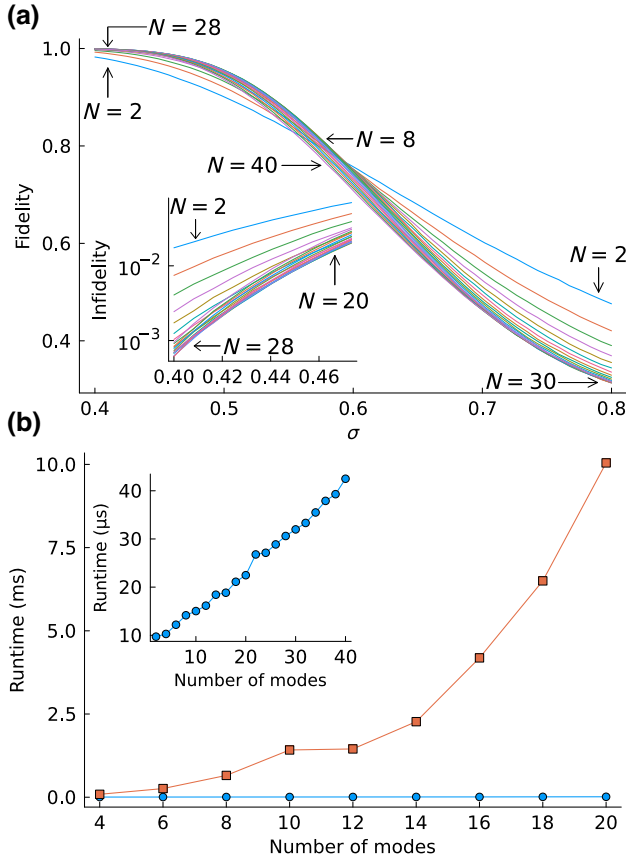 (a)
N = 28
1.0
N = 2
0.8
N = 8
N = 40
Fidelity
0.6
0.4
N = 2
N = 2
Infidelity
10⁻²
10⁻³
N = 20
N = 28
0.40 0.42 0.44 0.46
N = 30
0.4 0.5 0.6 0.7 0.8
σ
(b)
10.0
7.5
5.0
2.5
0.0
Runtime (ms)
40
30
20
10
Runtime (µs)
10 20 30 40
Number of modes
4 6 8 10 12 14 16 18 20
Number of modes